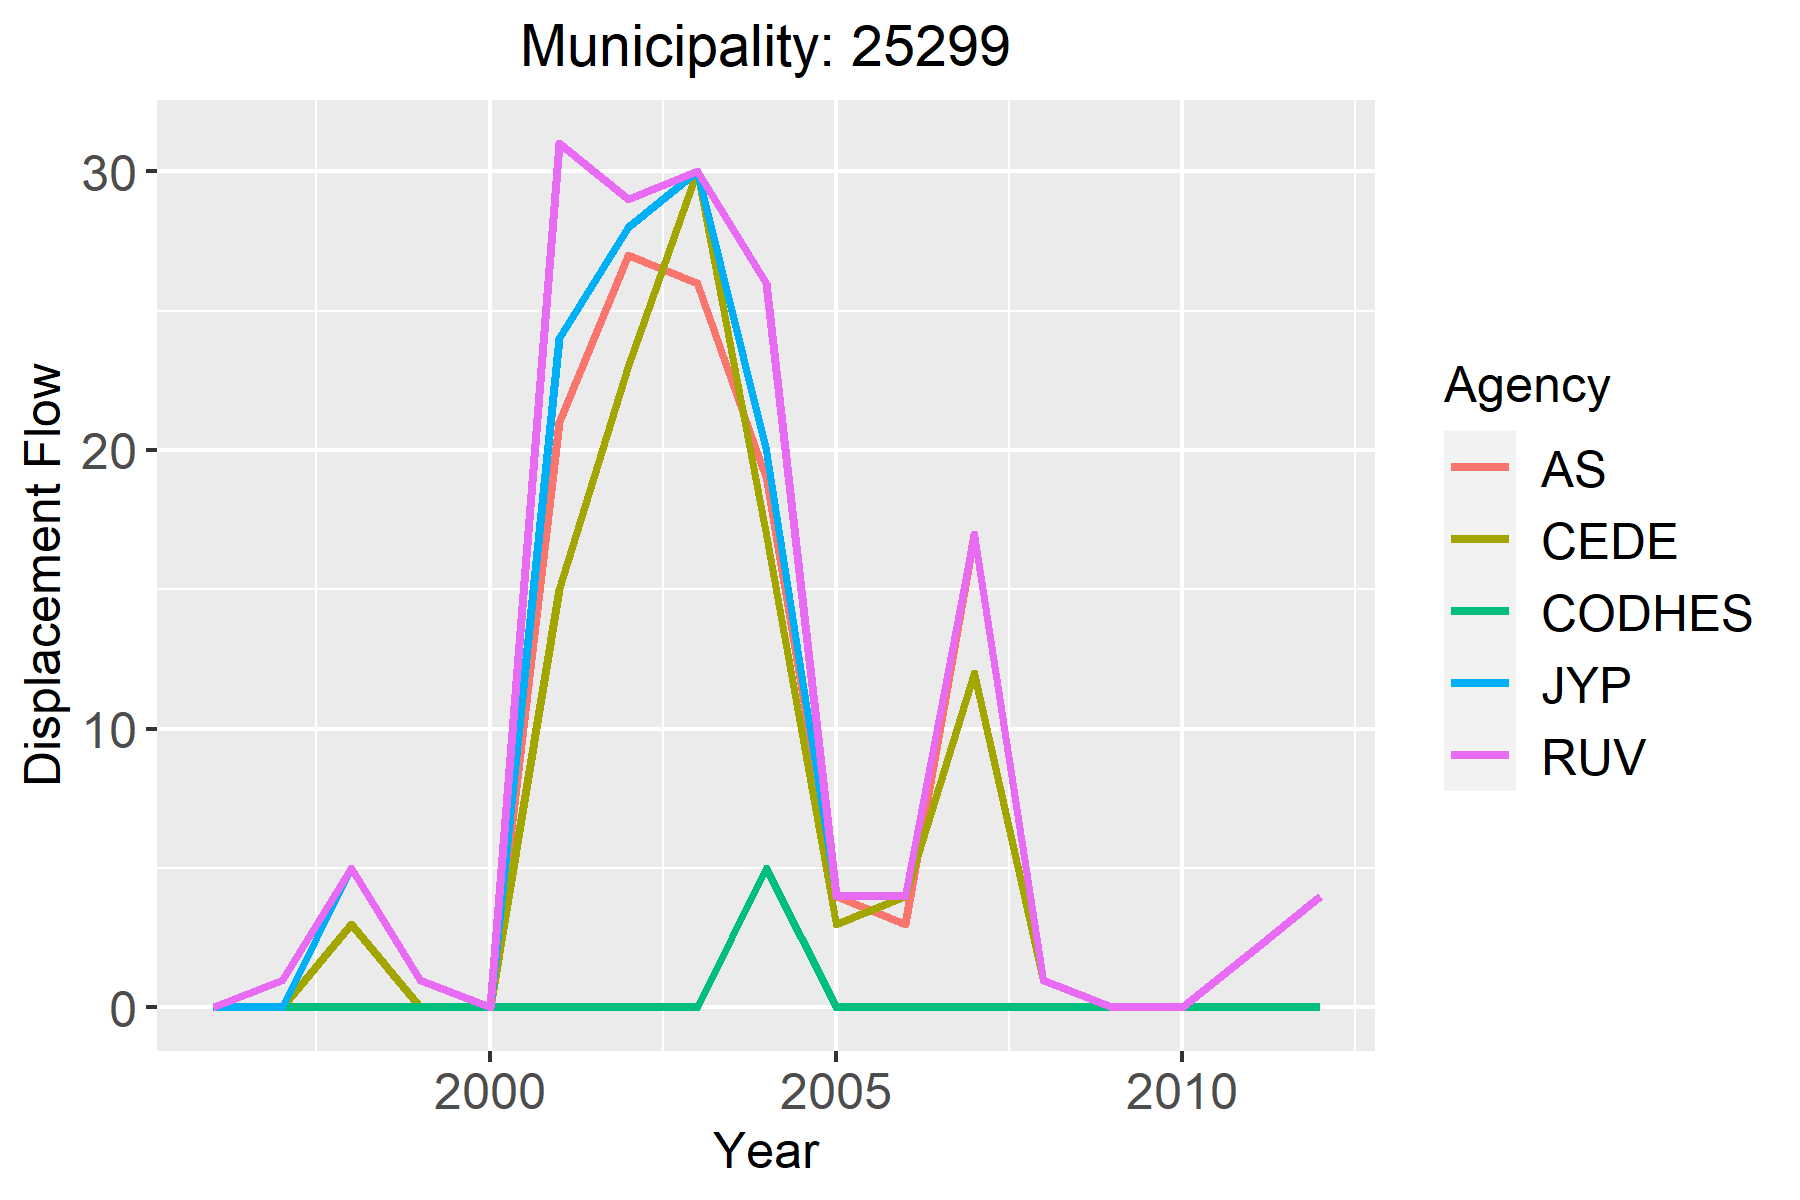 Municipality: 25299
Displacement Flow
30
20
10
0
2000
2005
2010
Year
Agency
AS
CEDE
CODHES
JYP
RUV